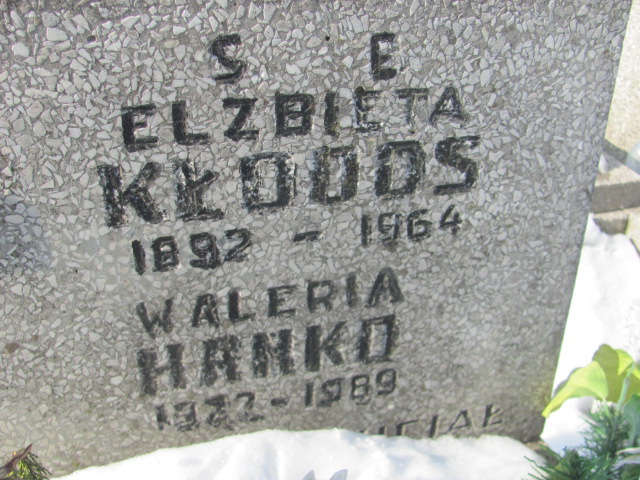 S E
ELZBIETA
KŁODOS
1892 - 1964
WALERIA
HANKO
1922-1989